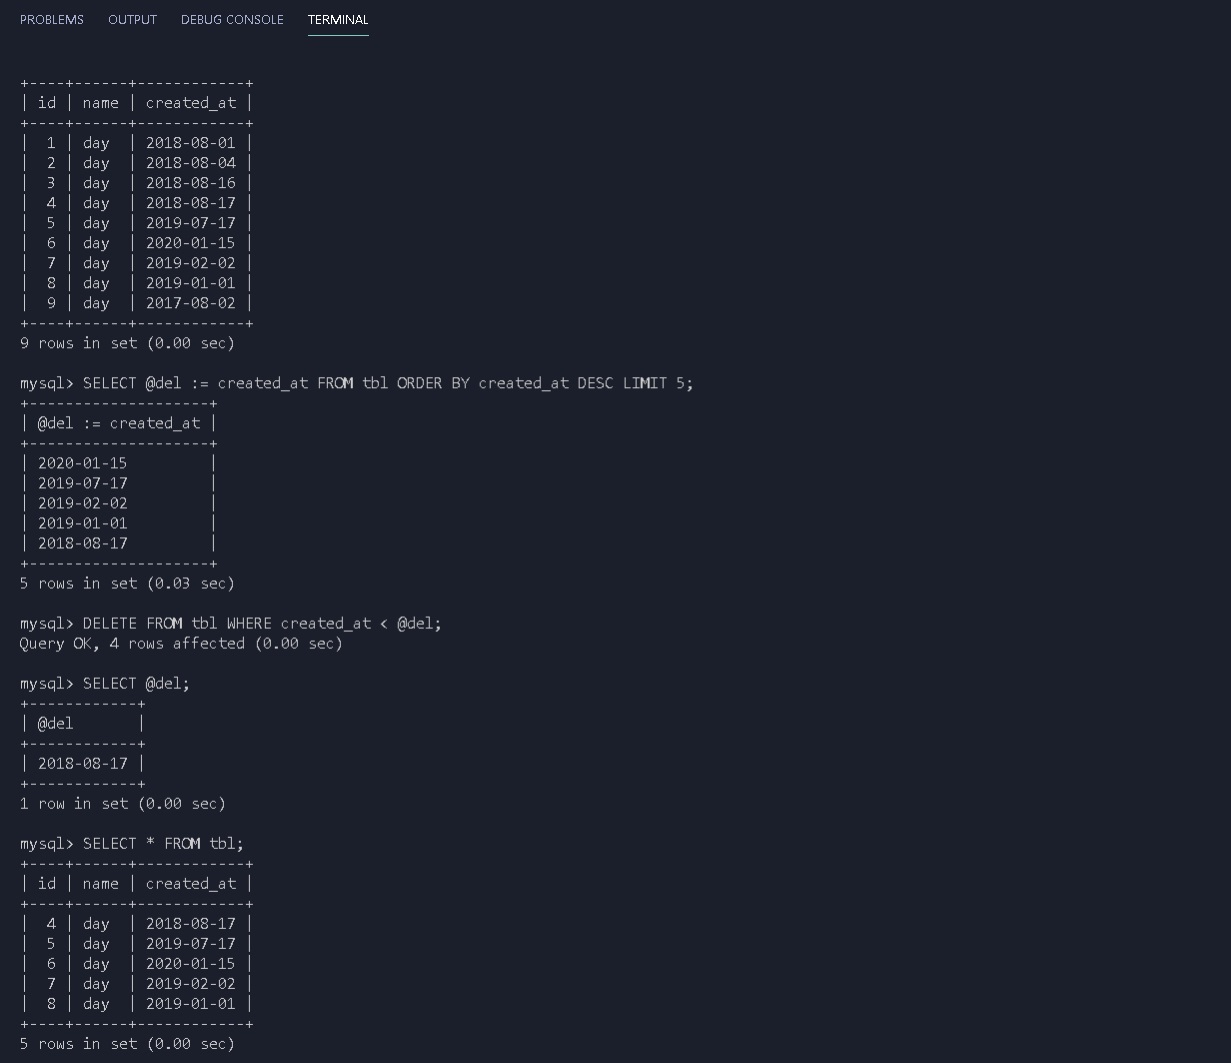 PROBLEMS OUTPUT DEBUG CONSOLE TERMINAL
+----+------+------------+
| id | name | created_at |
+----+------+------------+
|  1 | day  | 2018-08-01 |
|  2 | day  | 2018-08-04 |
|  3 | day  | 2018-08-16 |
|  4 | day  | 2018-08-17 |
|  5 | day  | 2019-07-17 |
|  6 | day  | 2020-01-15 |
|  7 | day  | 2019-02-02 |
|  8 | day  | 2019-01-01 |
|  9 | day  | 2017-08-02 |
+----+------+------------+
9 rows in set (0.00 sec)
mysql> SELECT @del := created_at FROM tbl ORDER BY created_at DESC LIMIT 5;
+--------------------+
| @del := created_at |
+--------------------+
| 2020-01-15         |
| 2019-07-17         |
| 2019-02-02         |
| 2019-01-01         |
| 2018-08-17         |
+--------------------+
5 rows in set (0.03 sec)
mysql> DELETE FROM tbl WHERE created_at < @del;
Query OK, 4 rows affected (0.00 sec)
mysql> SELECT @del;
+------------+
| @del       |
+------------+
| 2018-08-17 |
+------------+
1 row in set (0.00 sec)
mysql> SELECT * FROM tbl;
+----+------+------------+
| id | name | created_at |
+----+------+------------+
|  4 | day  | 2018-08-17 |
|  5 | day  | 2019-07-17 |
|  6 | day  | 2020-01-15 |
|  7 | day  | 2019-02-02 |
|  8 | day  | 2019-01-01 |
+----+------+------------+
5 rows in set (0.00 sec)